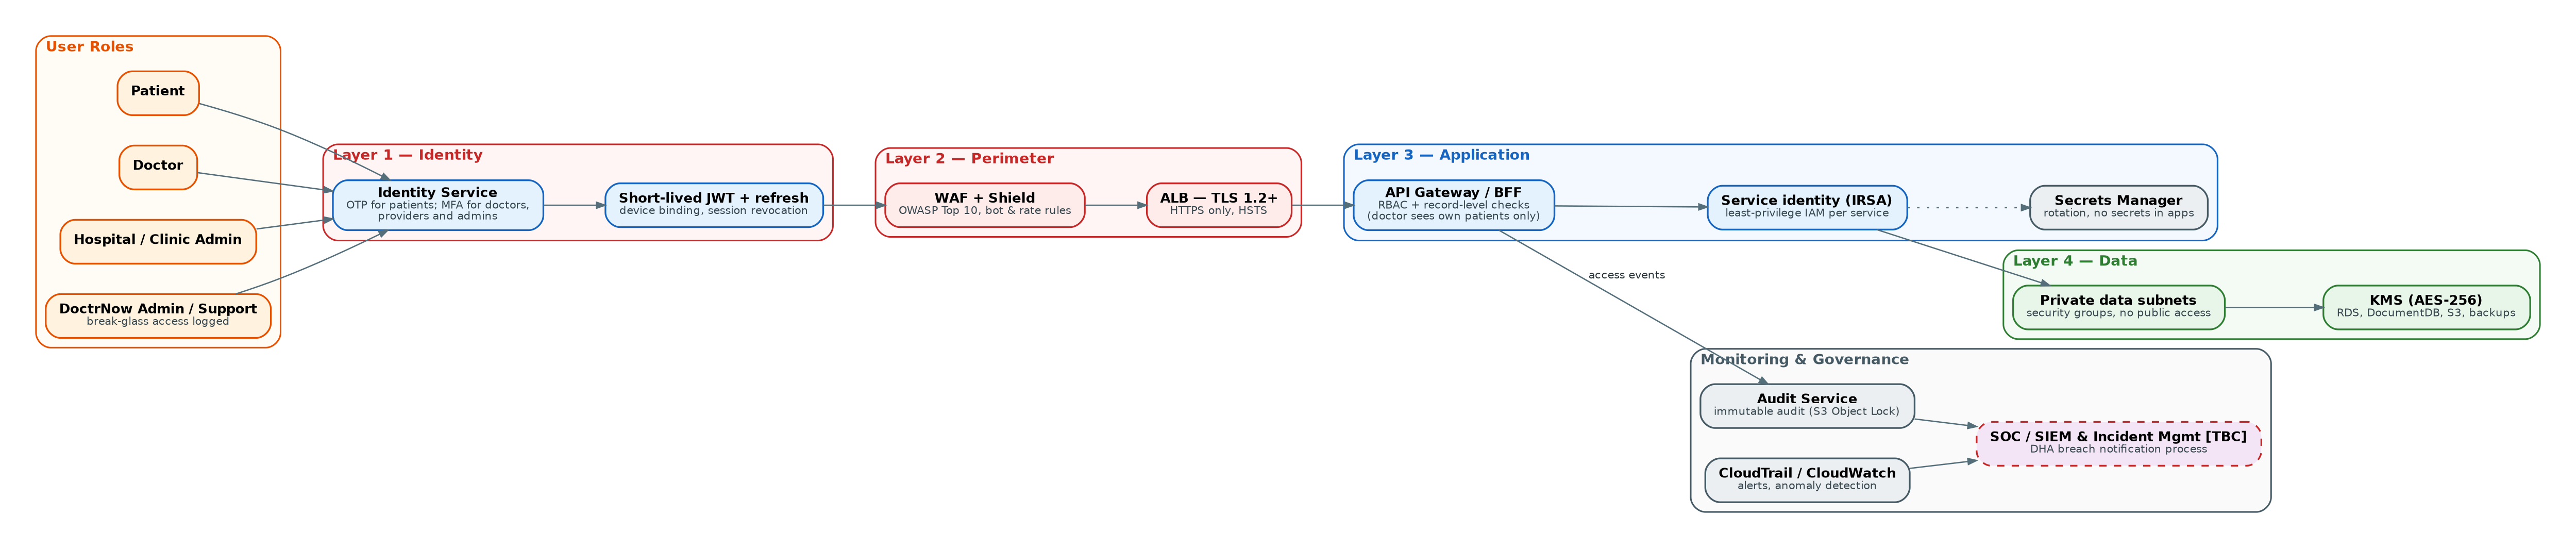 User Roles
Patient
Doctor
Hospital / Clinic Admin
DoctrNow Admin / Support
break-glass access logged
Layer 1 — Identity
Identity Service
OTP for patients; MFA for doctors,
providers and admins
Short-lived JWT + refresh
device binding, session revocation
Layer 2 — Perimeter
WAF + Shield
OWASP Top 10, bot & rate rules
ALB — TLS 1.2+
HTTPS only, HSTS
Layer 3 — Application
API Gateway / BFF
RBAC + record-level checks
(doctor sees own patients only)
Service identity (IRSA)
least-privilege IAM per service
Secrets Manager
rotation, no secrets in apps
access events
Layer 4 — Data
Private data subnets
security groups, no public access
KMS (AES-256)
RDS, DocumentDB, S3, backups
Monitoring & Governance
Audit Service
immutable audit (S3 Object Lock)
CloudTrail / CloudWatch
alerts, anomaly detection
SOC / SIEM & Incident Mgmt [TBC]
DHA breach notification process